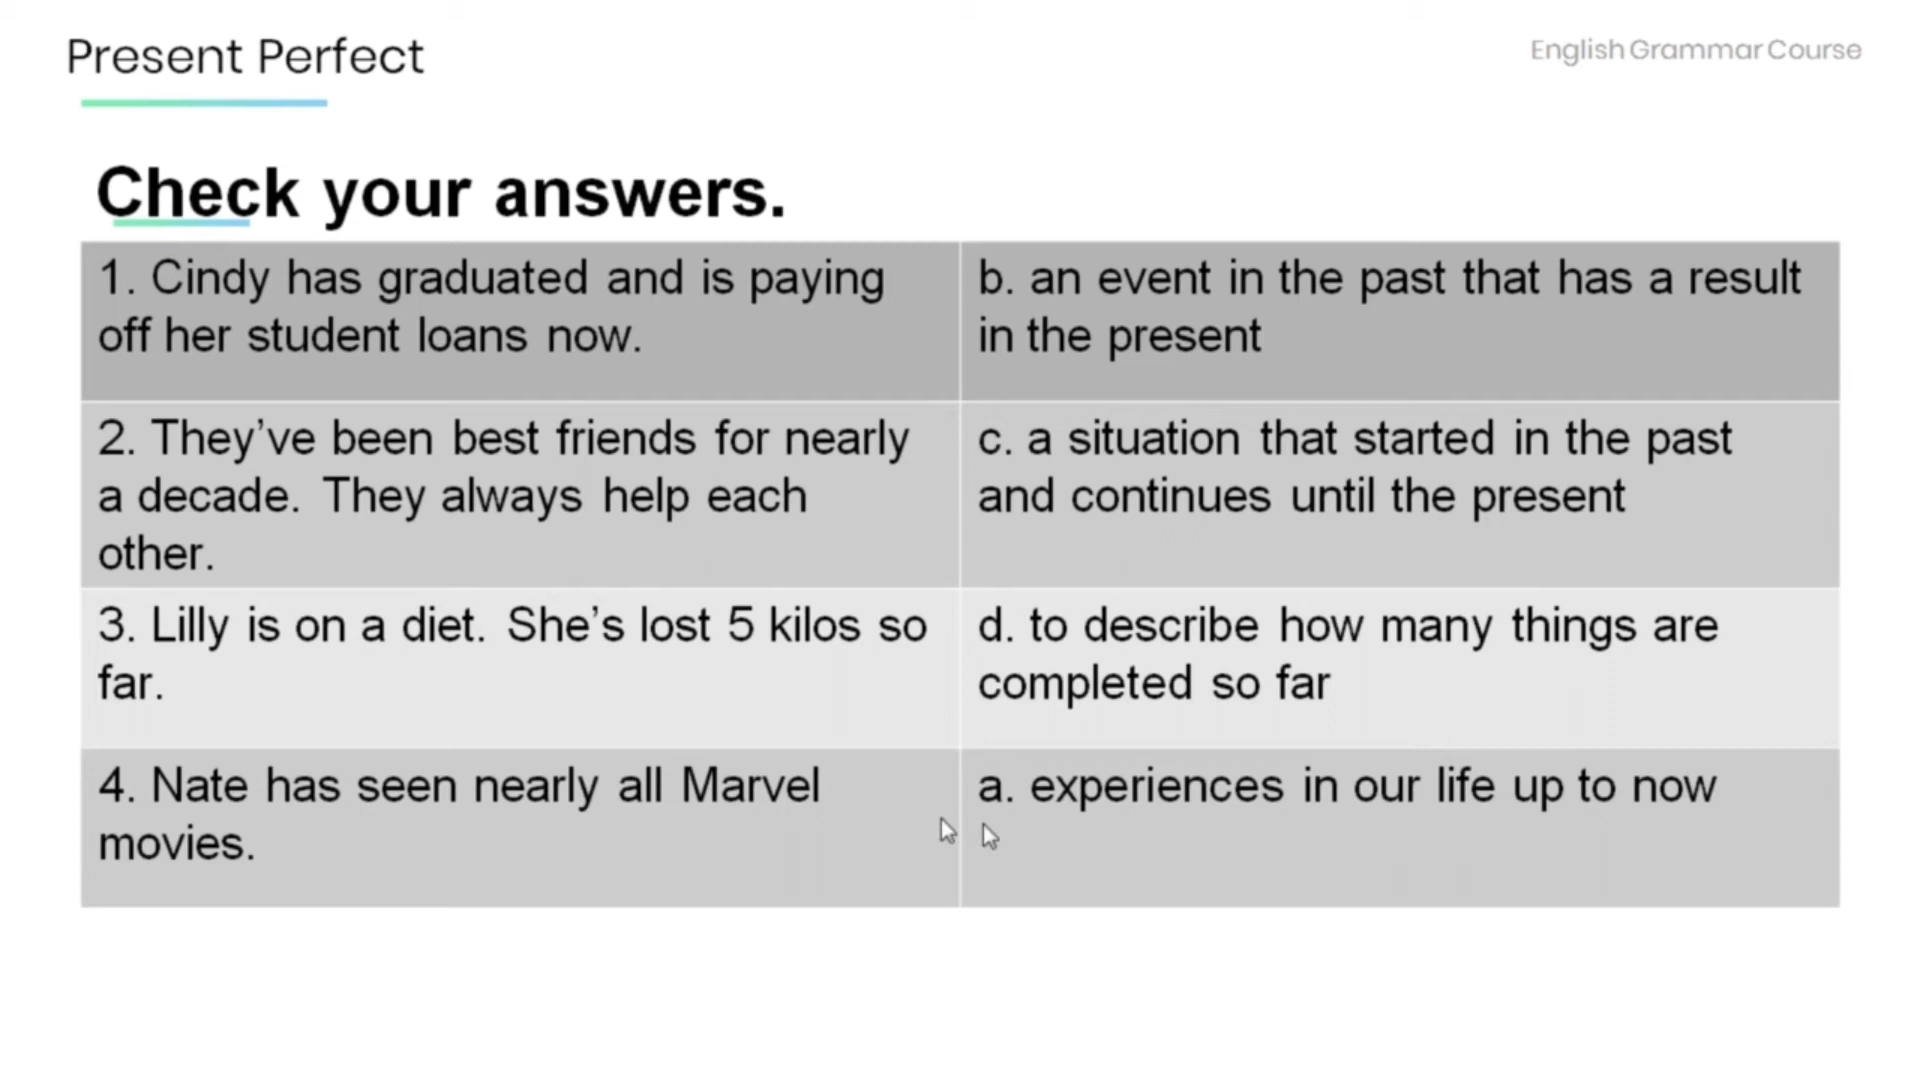 Present Perfect
English Grammar Course
Check your answers.
1. Cindy has graduated and is paying
off her student loans now.
b. an event in the past that has a result
in the present
2. They’ve been best friends for nearly
a decade. They always help each
other.
c. a situation that started in the past
and continues until the present
3. Lilly is on a diet. She’s lost 5 kilos so
far.
d. to describe how many things are
completed so far
4. Nate has seen nearly all Marvel
movies.
a. experiences in our life up to now